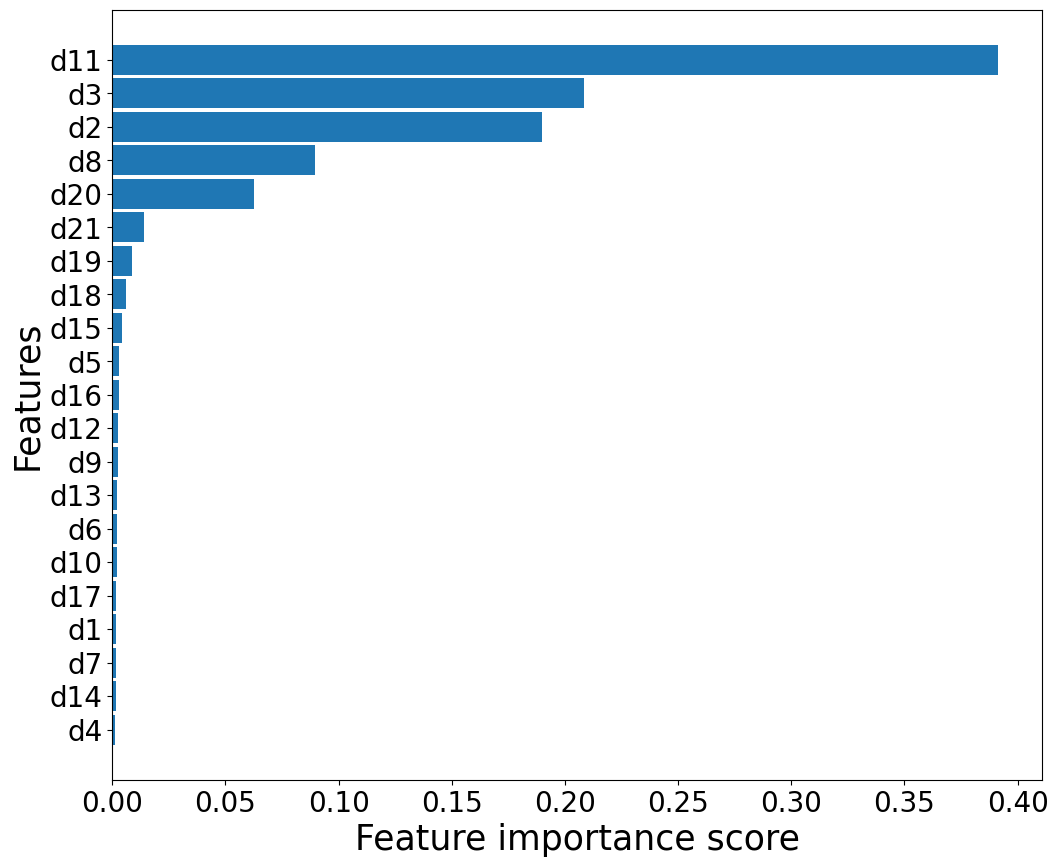 d11
d3
d2
d8
d20
d21
d19
d18
d15
d5
d16
d12
d9
d13
d6
d10
d17
d1
d7
d14
d4
Features
0.00 0.05 0.10 0.15 0.20 0.25 0.30 0.35 0.40
Feature importance score